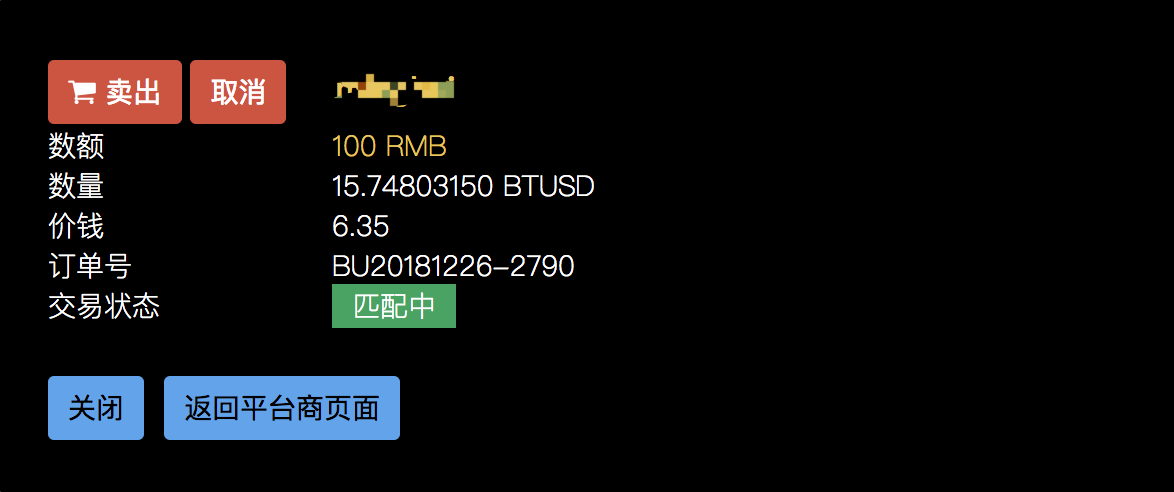 卖出 取消
数额 100 RMB
数量 15.74803150 BTUSD
价钱 6.35
订单号 BU20181226-2790
交易状态 匹配中
关闭 返回平台商页面